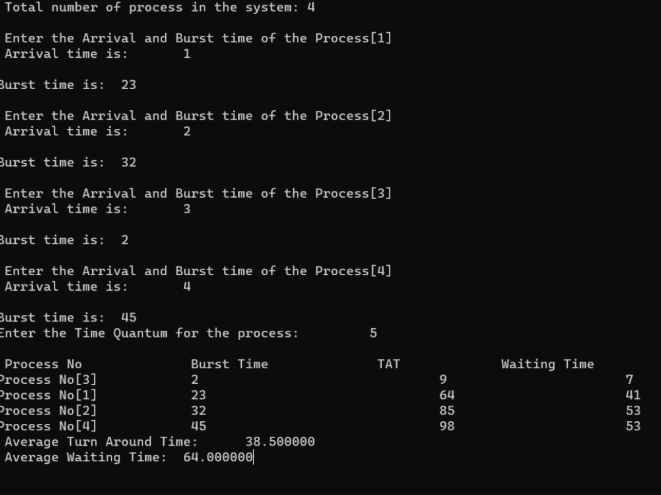 Total number of process in the system: 4
Enter the Arrival and Burst time of the Process[1]
Arrival time is: 1
Burst time is: 23
Enter the Arrival and Burst time of the Process[2]
Arrival time is: 2
Burst time is: 32
Enter the Arrival and Burst time of the Process[3]
Arrival time is: 3
Burst time is: 2
Enter the Arrival and Burst time of the Process[4]
Arrival time is: 4
Burst time is: 45
Enter the Time Quantum for the process: 5
Process No Burst Time TAT Waiting Time
Process No[3] 2 9 7
Process No[1] 23 64 41
Process No[2] 32 85 53
Process No[4] 45 98 53
Average Turn Around Time: 38.500000
Average Waiting Time: 64.000000